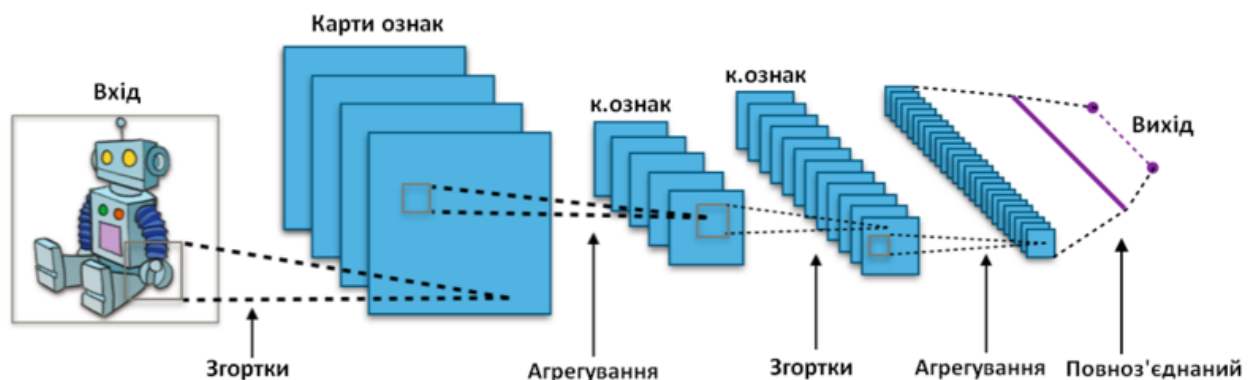 Карти ознак
Вхід
к.ознак
к.ознак
Вихід
Згортки
Агрегування
Згортки
Агрегування
Повноз'єднаний